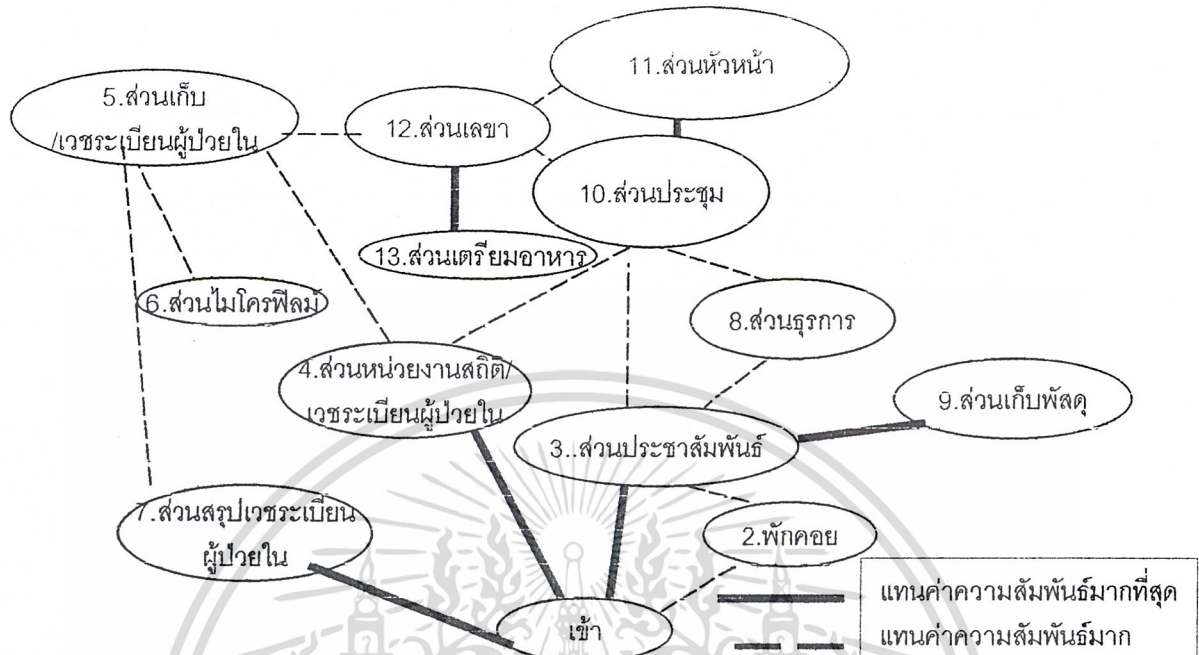 11.ส่วนหัวหน้า
5.ส่วนเก็บ
/เวชระเบียนผู้ป่วยใน
12.ส่วนเลขา
10.ส่วนประชุม
13.ส่วนเตรียมอาหาร
6.ส่วนไมโครฟิลม์
8.ส่วนธุรการ
4.ส่วนหน่วยงานสถิติ/
เวชระเบียนผู้ป่วยใน
9.ส่วนเก็บพัสดุ
3..ส่วนประชาสัมพันธ์
7.ส่วนสรุปเวชระเบียน
ผู้ป่วยใน
2.พักคอย
เข้า
แทนค่าความสัมพันธ์มากที่สุด
แทนค่าความสัมพันธ์มาก